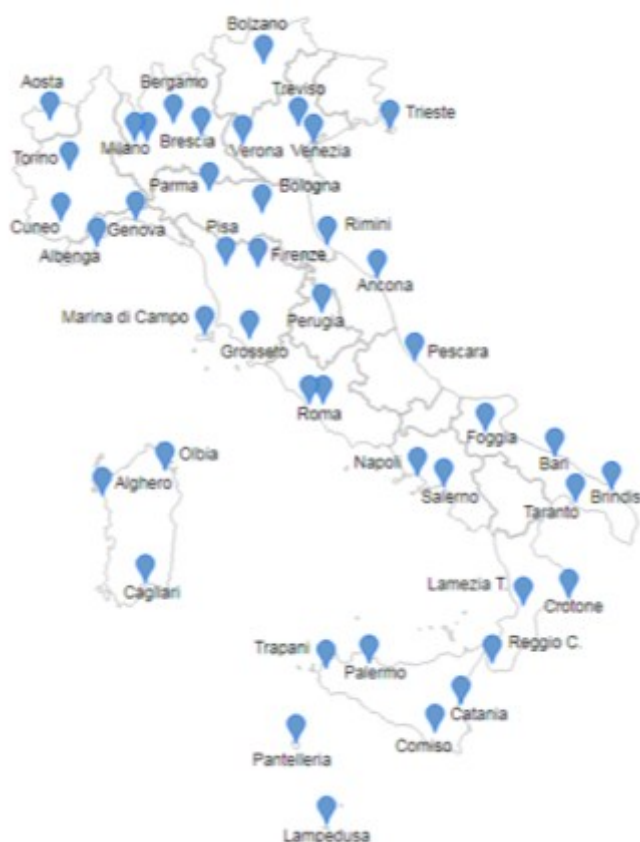 Bolzano
Aosta
Bergamo
Treviso
Trieste
Milano
Brescia
Verona
Venezia
Torino
Parma
Bologna
Cuneo
Genova
Pisa
Rimini
Albenga
Firenze
Ancona
Marina di Campo
Perugia
Grosseto
Pescara
Roma
Foggia
Olbia
Napoli
Bari
Alghero
Salerno
Taranto
Brindis
Cagliari
Lamezia T.
Crotone
Trapani
Palermo
Reggio C.
Catania
Comiso
Pantelleria
Lampedusa